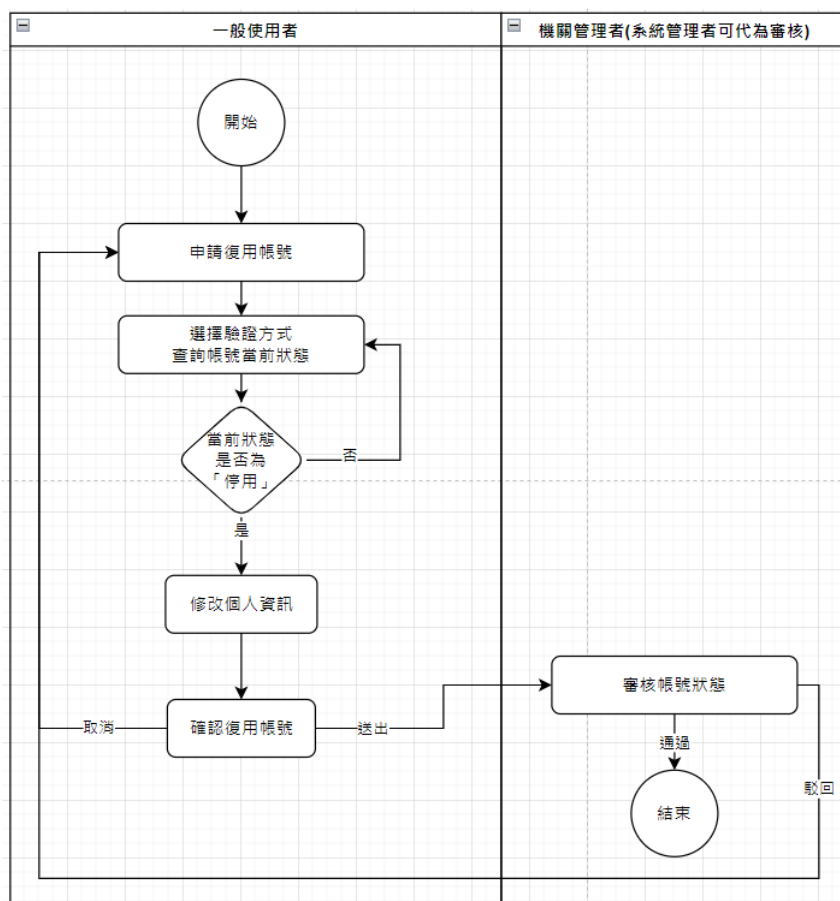 一般使用者
機關管理者(系統管理者可代為審核)
開始
申請復用帳號
選擇驗證方式
查詢帳號當前狀態
當前狀態
是否為
「停用」
否
是
修改個人資訊
審核帳號狀態
取消
確認復用帳號
送出
通過
駁回
結束